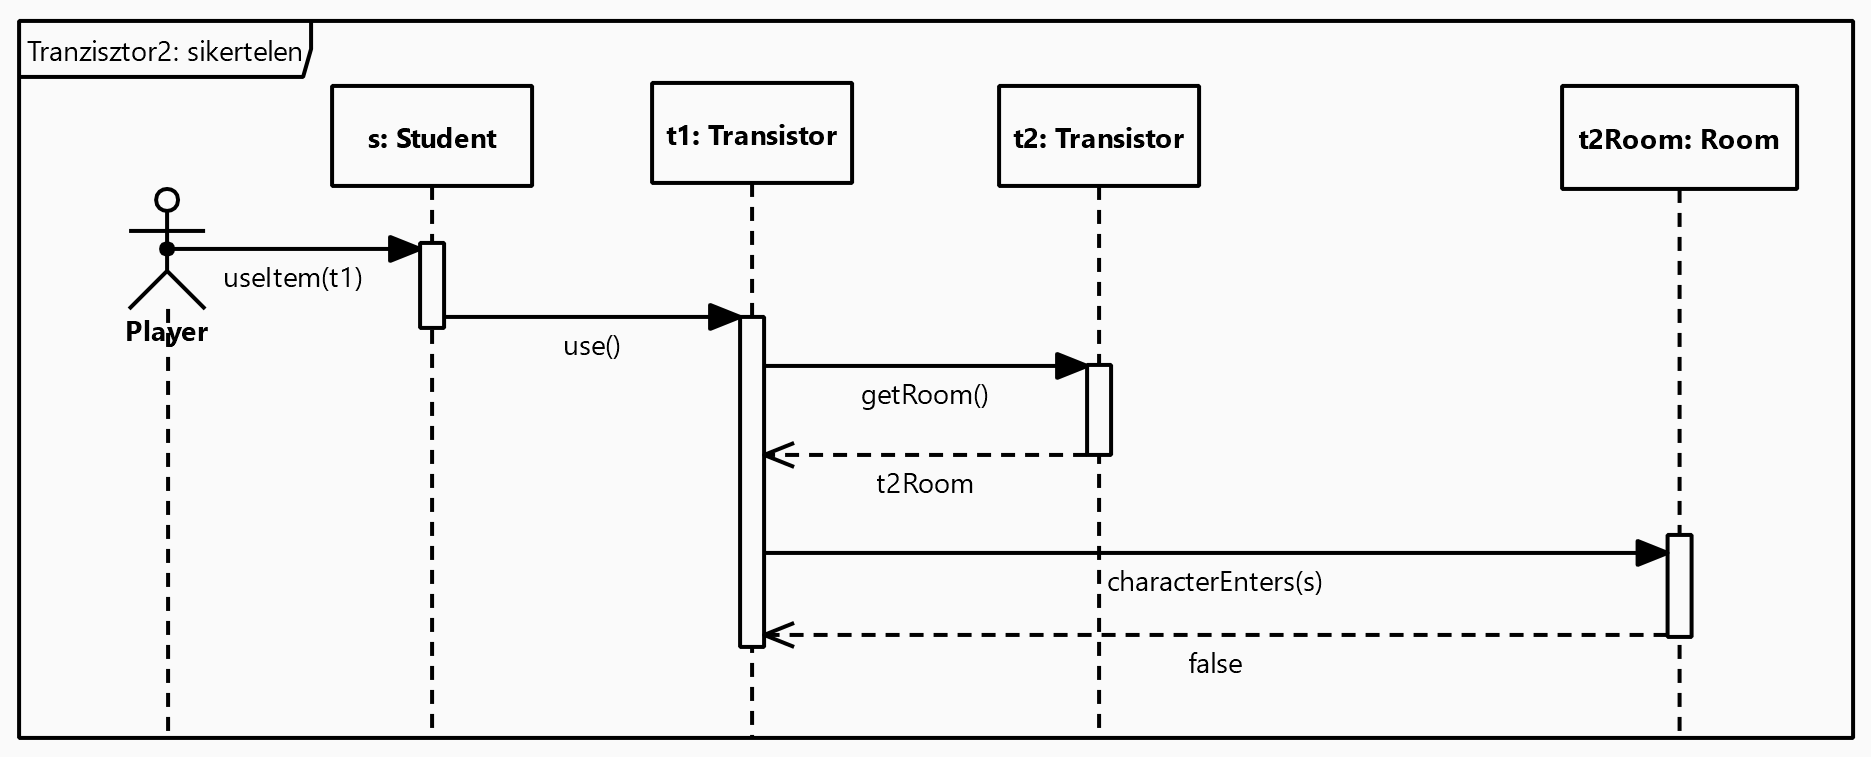 Tranzisztor2: sikertelen
s: Student
t1: Transistor
t2: Transistor
t2Room: Room
useItem(t1)
Player
use()
getRoom()
t2Room
characterEnters(s)
false